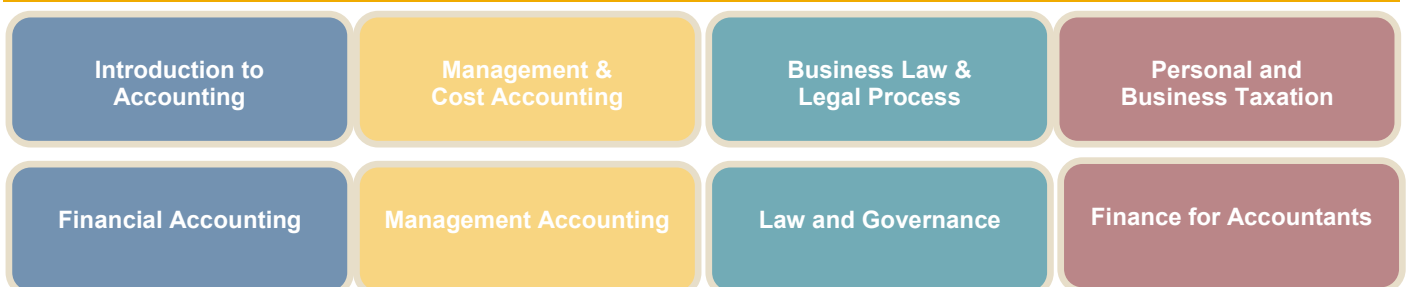 Introduction to
Accounting
Management &
Cost Accounting
Business Law &
Legal Process
Personal and
Business Taxation
Financial Accounting
Management Accounting
Law and Governance
Finance for Accountants